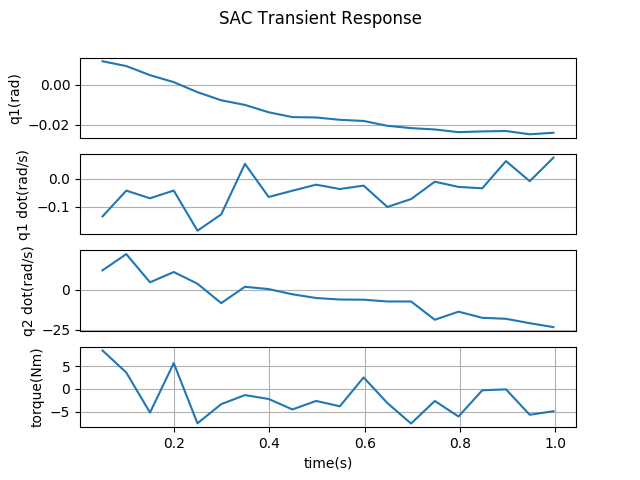 SAC Transient Response
q1(rad)
0.00
−0.02
q1 dot(rad/s)
0.0
−0.1
q2 dot(rad/s)
0
−25
torque(Nm)
5
0
−5
0.2 0.4 0.6 0.8 1.0
time(s)